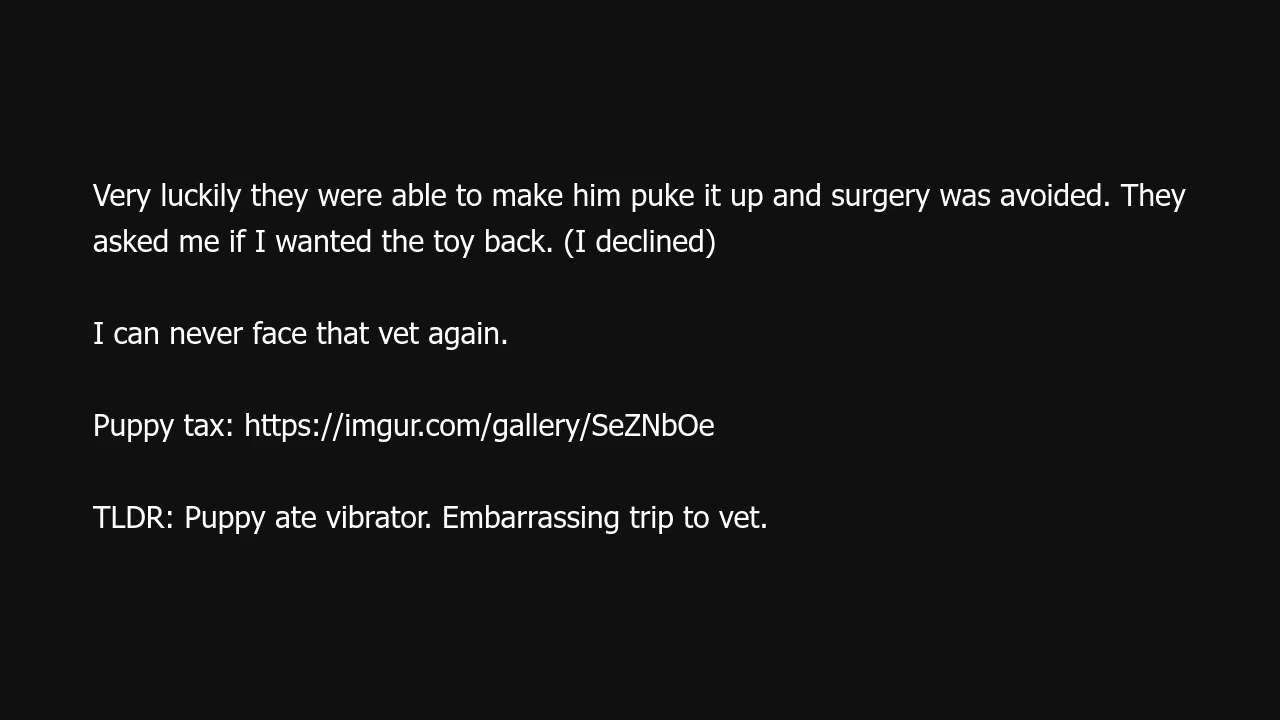 Very luckily they were able to make him puke it up and surgery was avoided. They
asked me if I wanted the toy back. (I declined)
I can never face that vet again.
Puppy tax: https://imgur.com/gallery/SeZNbOe
TLDR: Puppy ate vibrator. Embarrassing trip to vet.